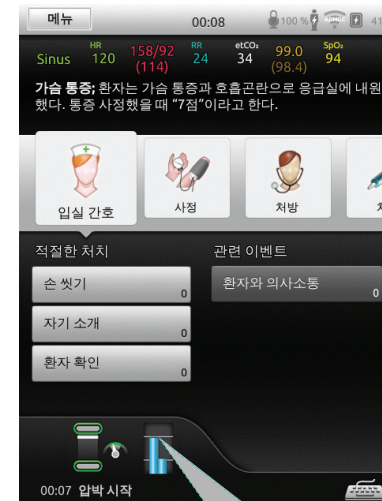 메뉴 00:08 100 % ADMGC 41
Sinus HR 120 158/92 (114) RR 24 etCO₂ 34 99.0 (98.4) SpO₂ 94
가슴 통증; 환자는 가슴 통증과 호흡곤란으로 응급실에 내원
했다. 통증 사정했을 때 “7점”이라고 한다.
입실 간호 사정 처방
적절한 처치 관련 이벤트
손 씻기 0 환자와 의사소통 0
자기 소개 0
환자 확인 0
00:07 압박 시작